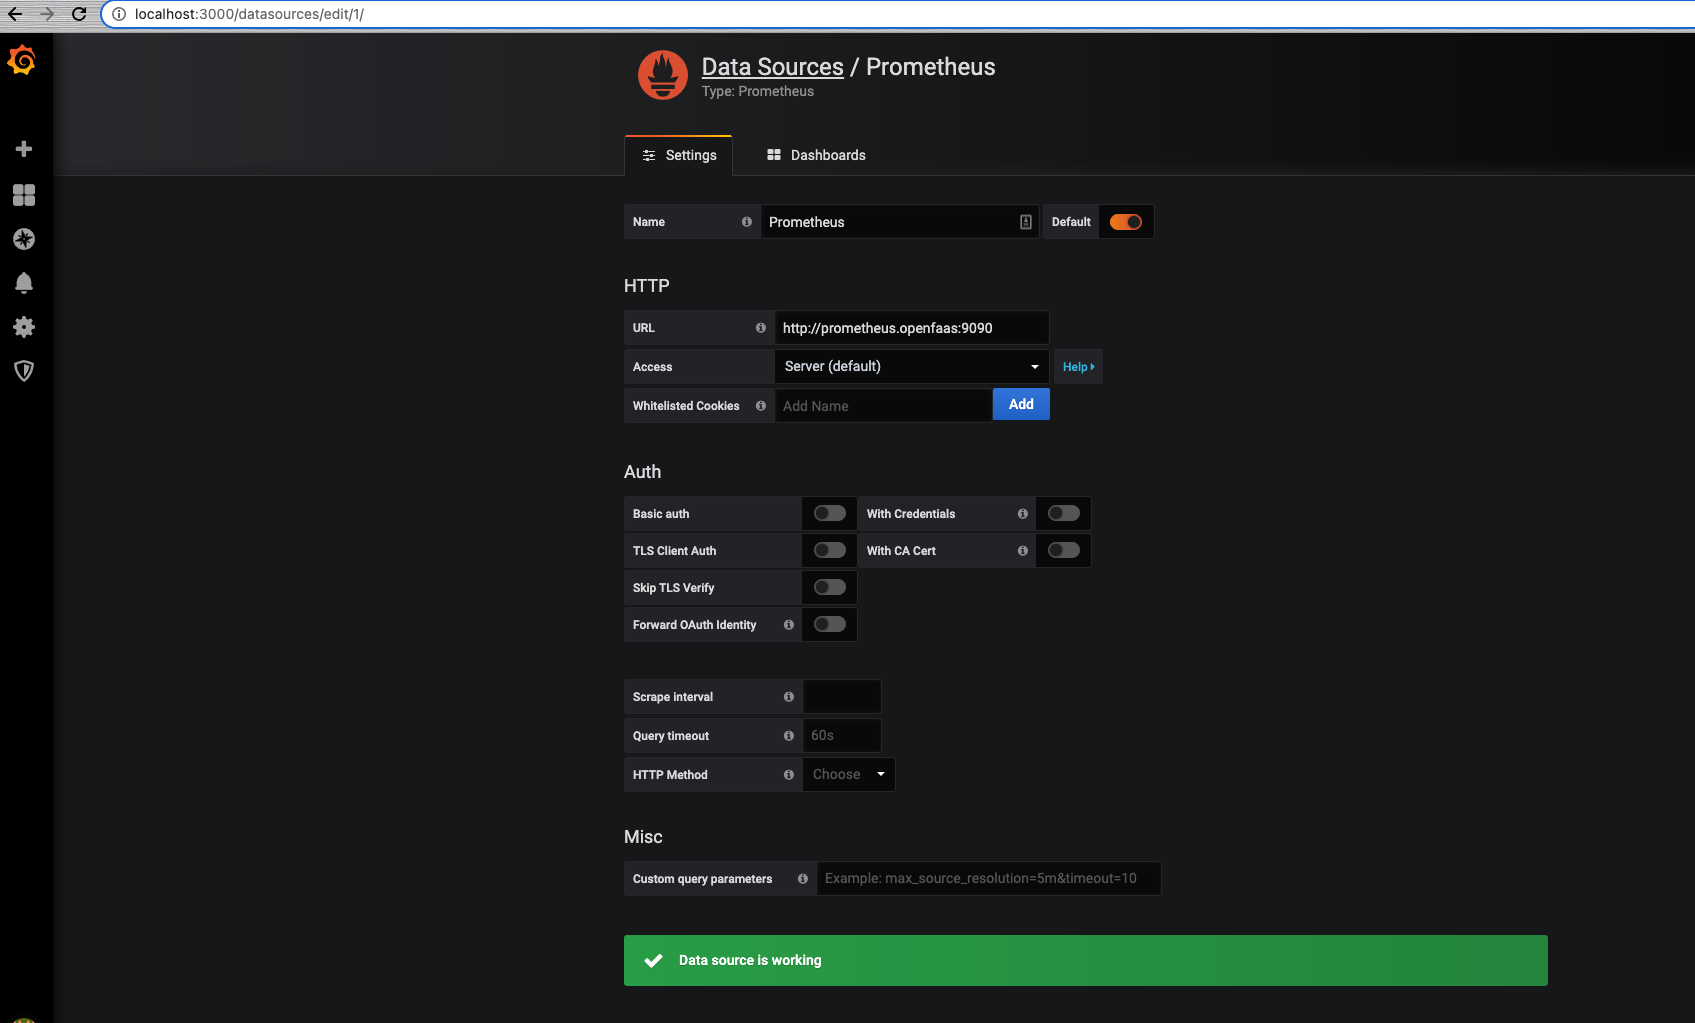 localhost:3000/datasources/edit/1/
Data Sources / Prometheus
Type: Prometheus
Settings
Dashboards
Name
Prometheus
Default
HTTP
URL
http://prometheus.openfaas:9090
Access
Server (default)
Help
Whitelisted Cookies
Add Name
Add
Auth
Basic auth
With Credentials
TLS Client Auth
With CA Cert
Skip TLS Verify
Forward OAuth Identity
Scrape interval
Query timeout
60s
HTTP Method
Choose
Misc
Custom query parameters
Example: max_source_resolution=5m&timeout=10
Data source is working